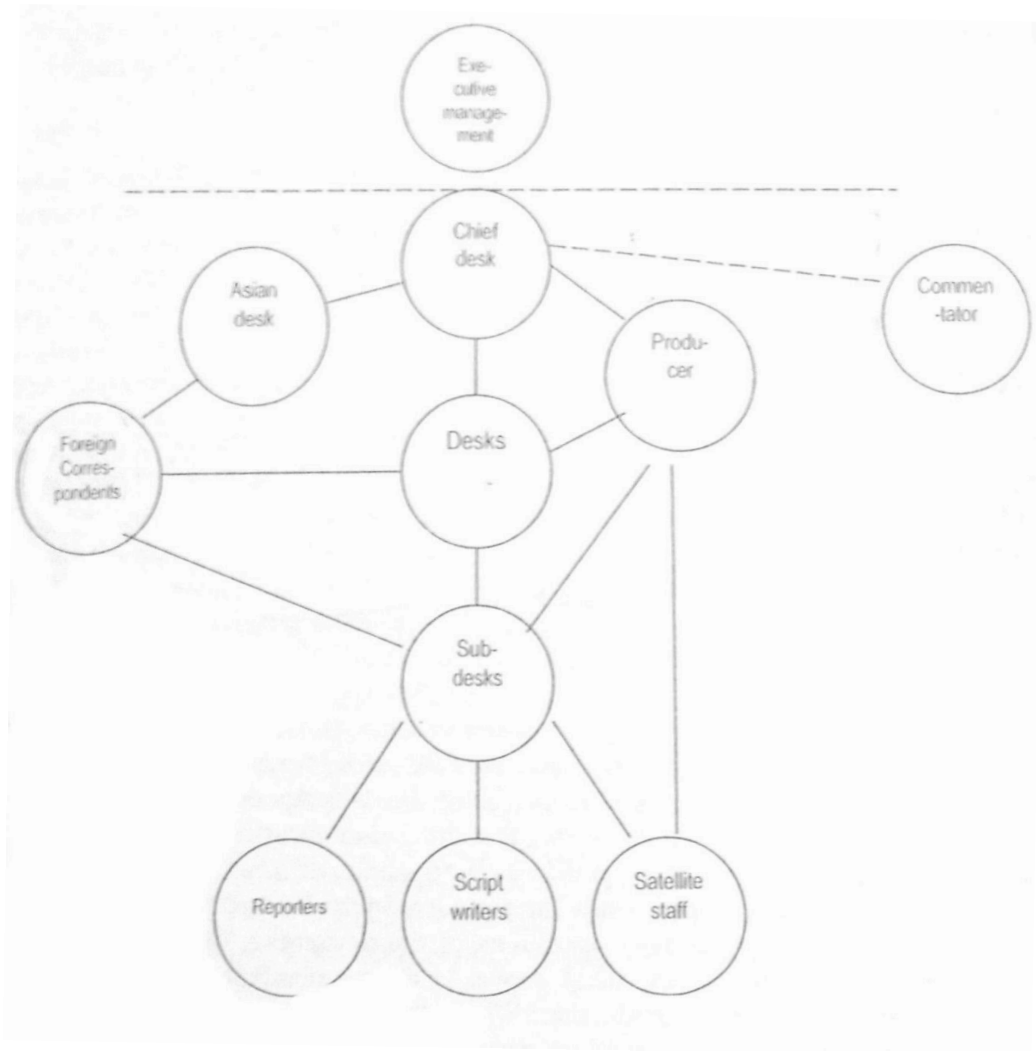 Exe-
cutive
manage-
ment
Chief
desk
Asian
desk
Commen
-tator
Produ-
cer
Foreign
Corres-
pondents
Desks
Sub-
desks
Reporters
Script
writers
Satellite
staff